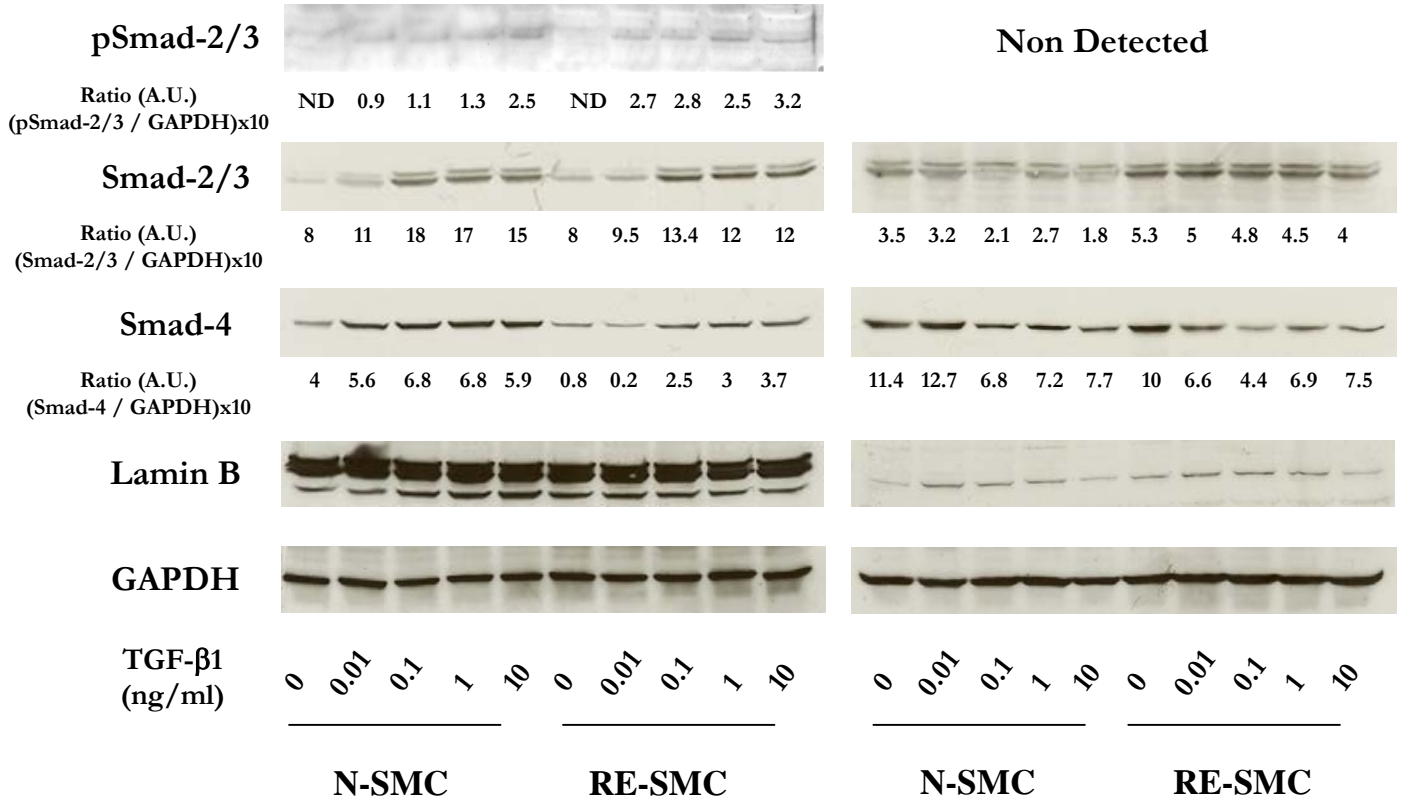 pSmad-2/3
Non Detected
Ratio (A.U.)
(pSmad-2/3 / GAPDH)x10
ND 0.9 1.1 1.3 2.5 ND 2.7 2.8 2.5 3.2
Smad-2/3
Ratio (A.U.)
(Smad-2/3 / GAPDH)x10
8 11 18 17 15 8 9.5 13.4 12 12 3.5 3.2 2.1 2.7 1.8 5.3 5 4.8 4.5 4
Smad-4
Ratio (A.U.)
(Smad-4 / GAPDH)x10
4 5.6 6.8 6.8 5.9 0.8 0.2 2.5 3 3.7 11.4 12.7 6.8 7.2 7.7 10 6.6 4.4 6.9 7.5
Lamin B
GAPDH
TGF-β1
(ng/ml)
0 0.01 0.1 1 10 0 0.01 0.1 1 10 0 0.01 0.1 1 10 0 0.01 0.1 1 10
N-SMC RE-SMC N-SMC RE-SMC